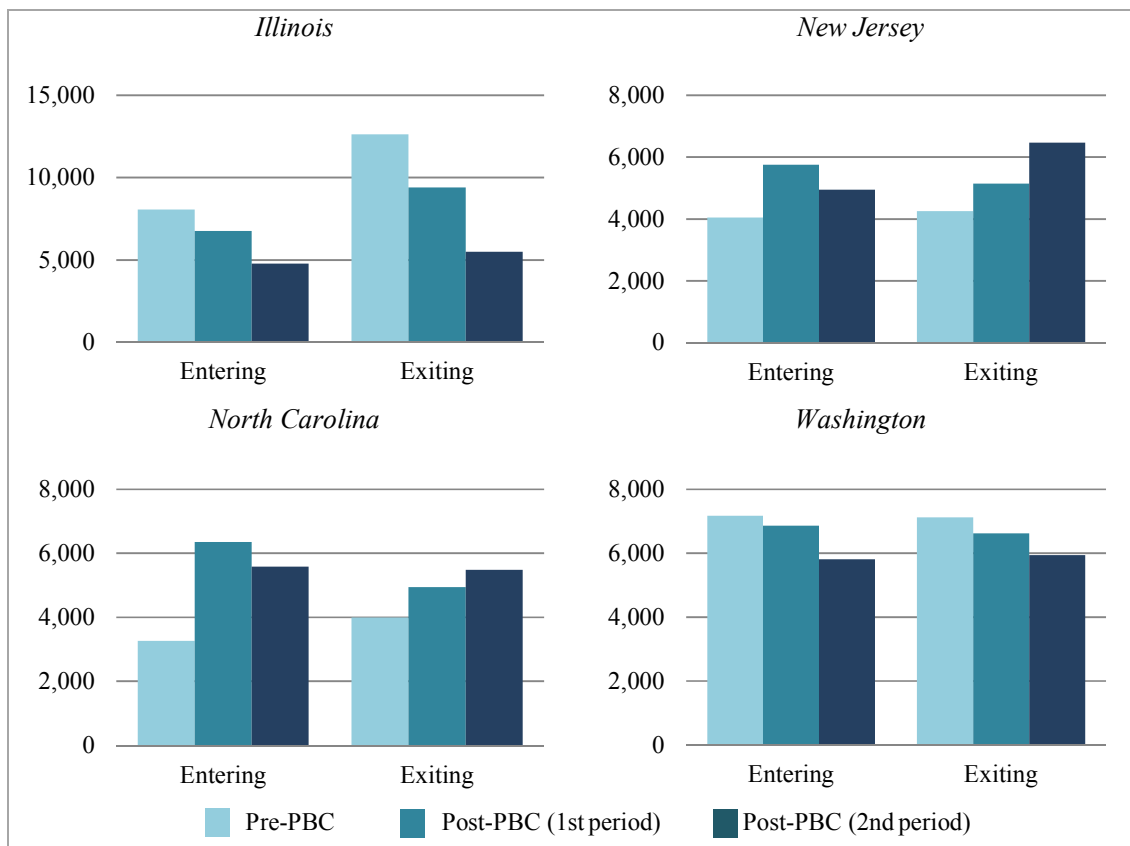 Illinois
New Jersey
15,000
10,000
5,000
0
Entering
Exiting
8,000
6,000
4,000
2,000
0
Entering
Exiting
North Carolina
Washington
8,000
6,000
4,000
2,000
0
Entering
Exiting
8,000
6,000
4,000
2,000
0
Entering
Exiting
Pre-PBC
Post-PBC (1st period)
Post-PBC (2nd period)